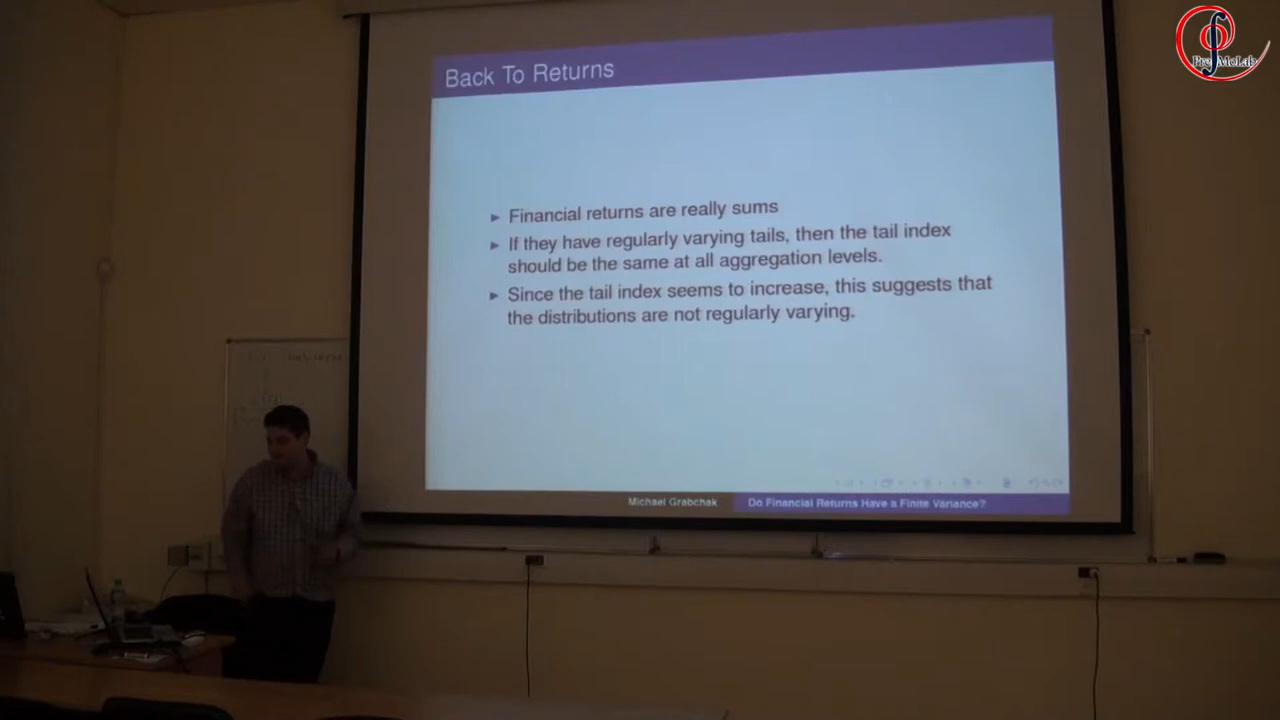 Back To Returns
Financial returns are really sums
If they have regularly varying tails, then the tail index
should be the same at all aggregation levels.
Since the tail index seems to increase, this suggests that
the distributions are not regularly varying.
Michael Grabchak
Do Financial Returns Have a Finite Variance?
PreMoLab